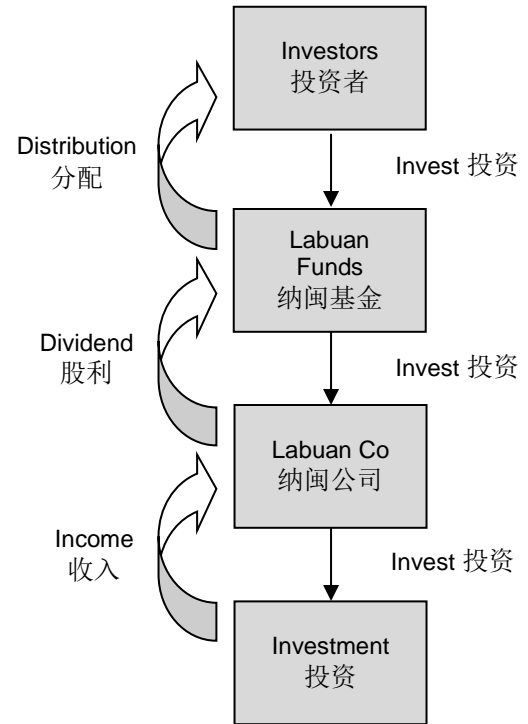 Investors
投资者
Distribution
分配
Invest 投资
Labuan
Funds
纳闽基金
Dividend
股利
Invest 投资
Labuan Co
纳闽公司
Income
收入
Invest 投资
Investment
投资